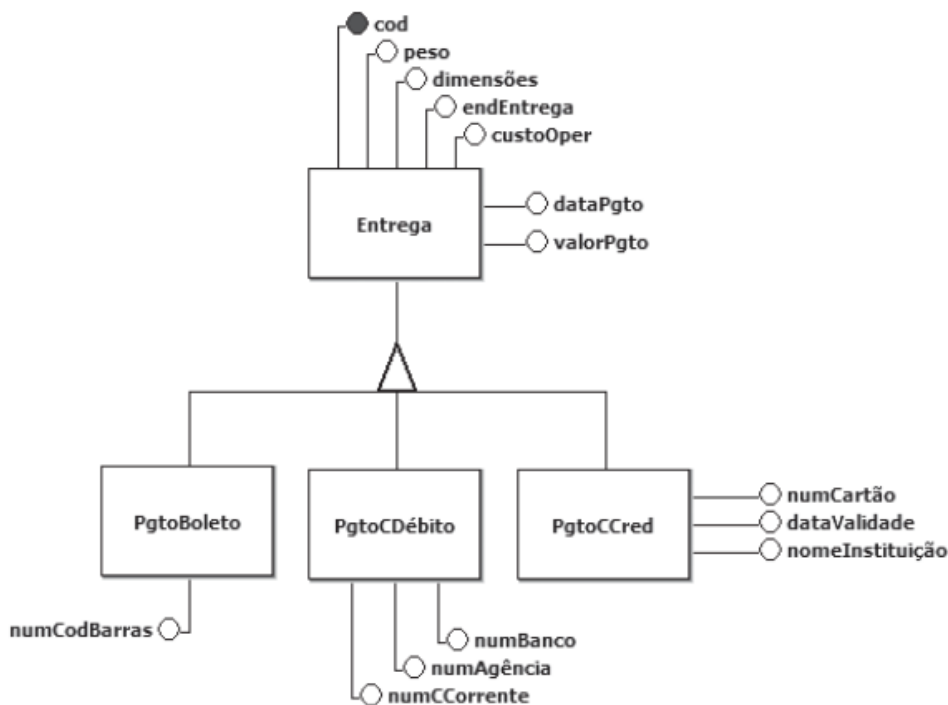 cod
peso
dimensões
endEntrega
custoOper
Entrega
dataPgto
valorPgto
PgtoBoleto
PgtoCDébito
PgtoCCred
numCartão
dataValidade
nomeInstituição
numCodBarras
numBanco
numAgência
numCCorrente